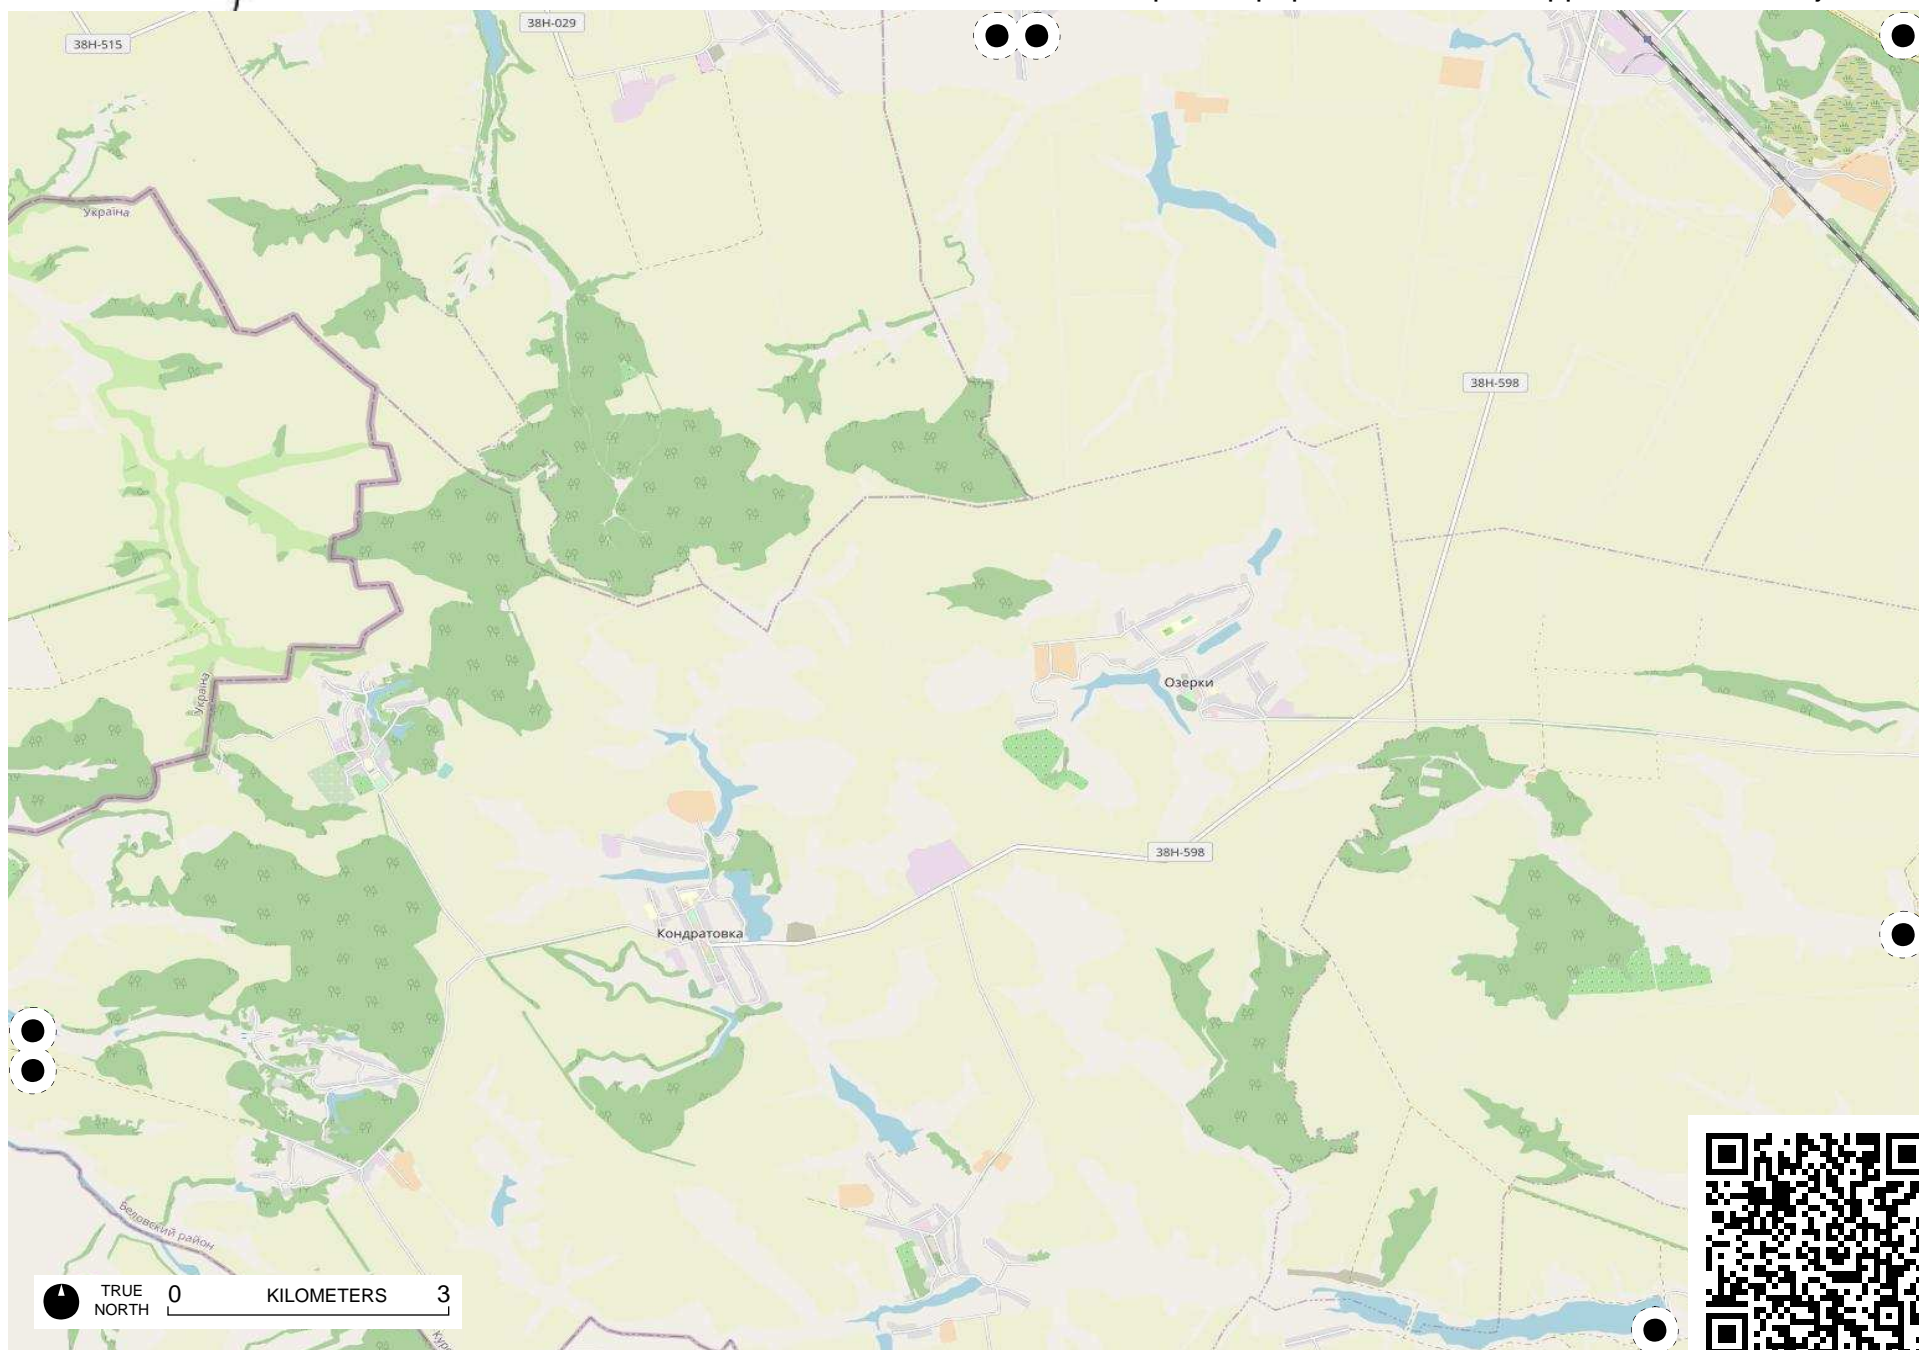 38Н-029
38Н-515
Україна
38Н-598
Озерки
Україна
38Н-598
Кондратовка
Беловский район
TRUE
NORTH
0 KILOMETERS 3